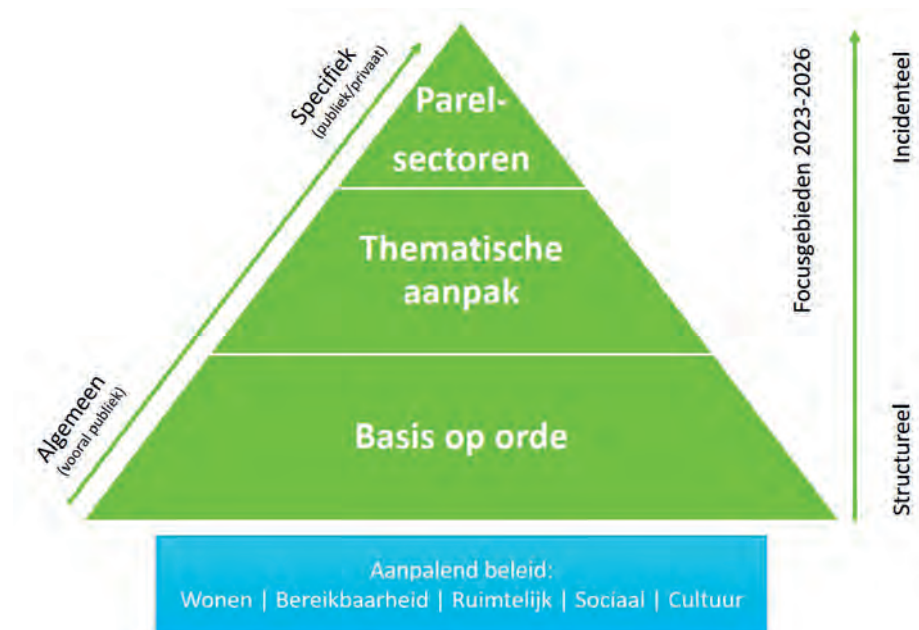 Parel-
sectoren
Thematische
aanpak
Basis op orde
Specifiek
(publiek/privaat)
Algemeen
(vooral publiek)
Focusgebieden 2023-2026
Incidenteel
Structureel
Aanpalend beleid:
Wonen | Bereikbaarheid | Ruimtelijk | Sociaal | Cultuur